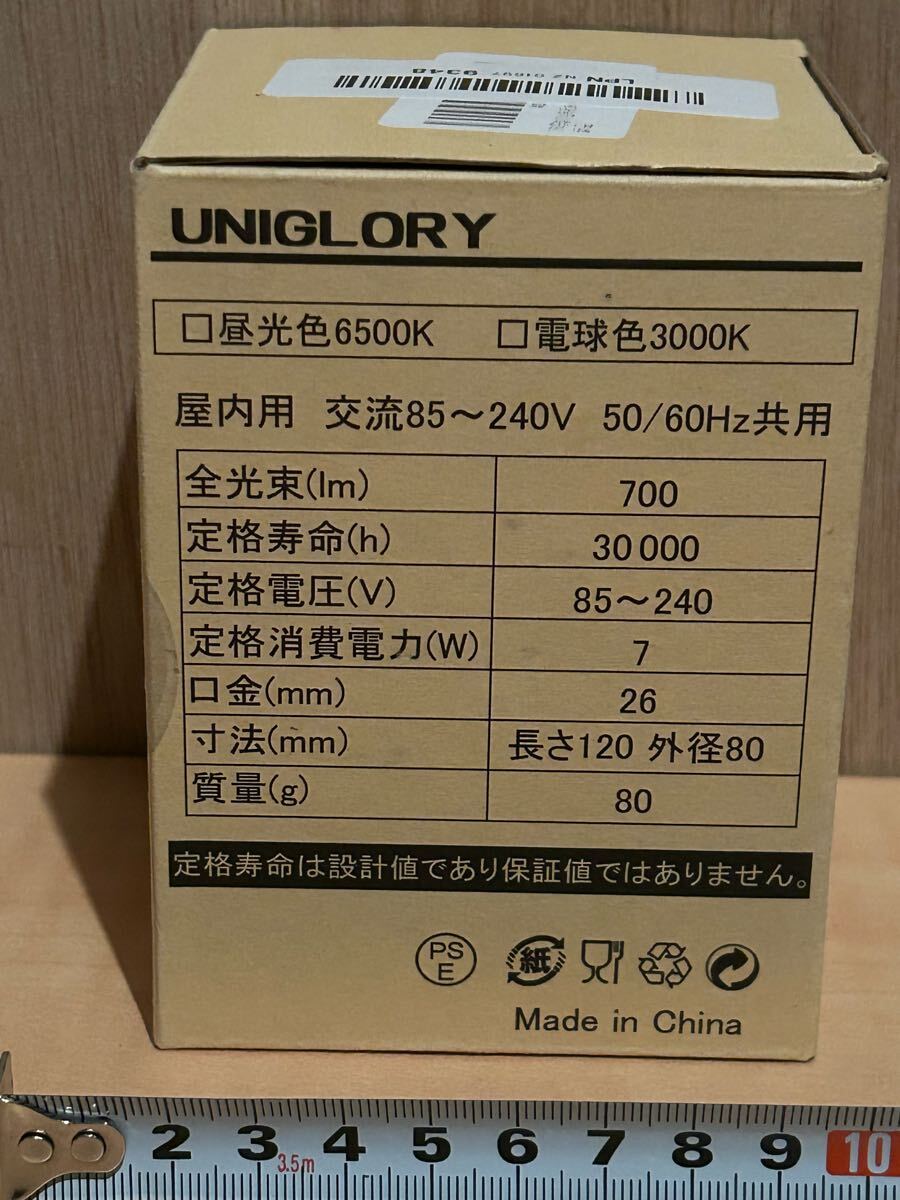 LPN
UNIGLORY
□昼光色6500K □電球色3000K
屋内用 交流85～240V 50/60Hz共用
全光束(lm) 700
定格寿命(h) 30 000
定格電圧(V) 85～240
定格消費電力(W) 7
口金(mm) 26
寸法(mm) 長さ120 外径80
質量(g) 80
定格寿命は設計値であり保証値ではありません。
PS
E
紙
Made in China
2 3 4 5 6 7 8 9 10
3.5m